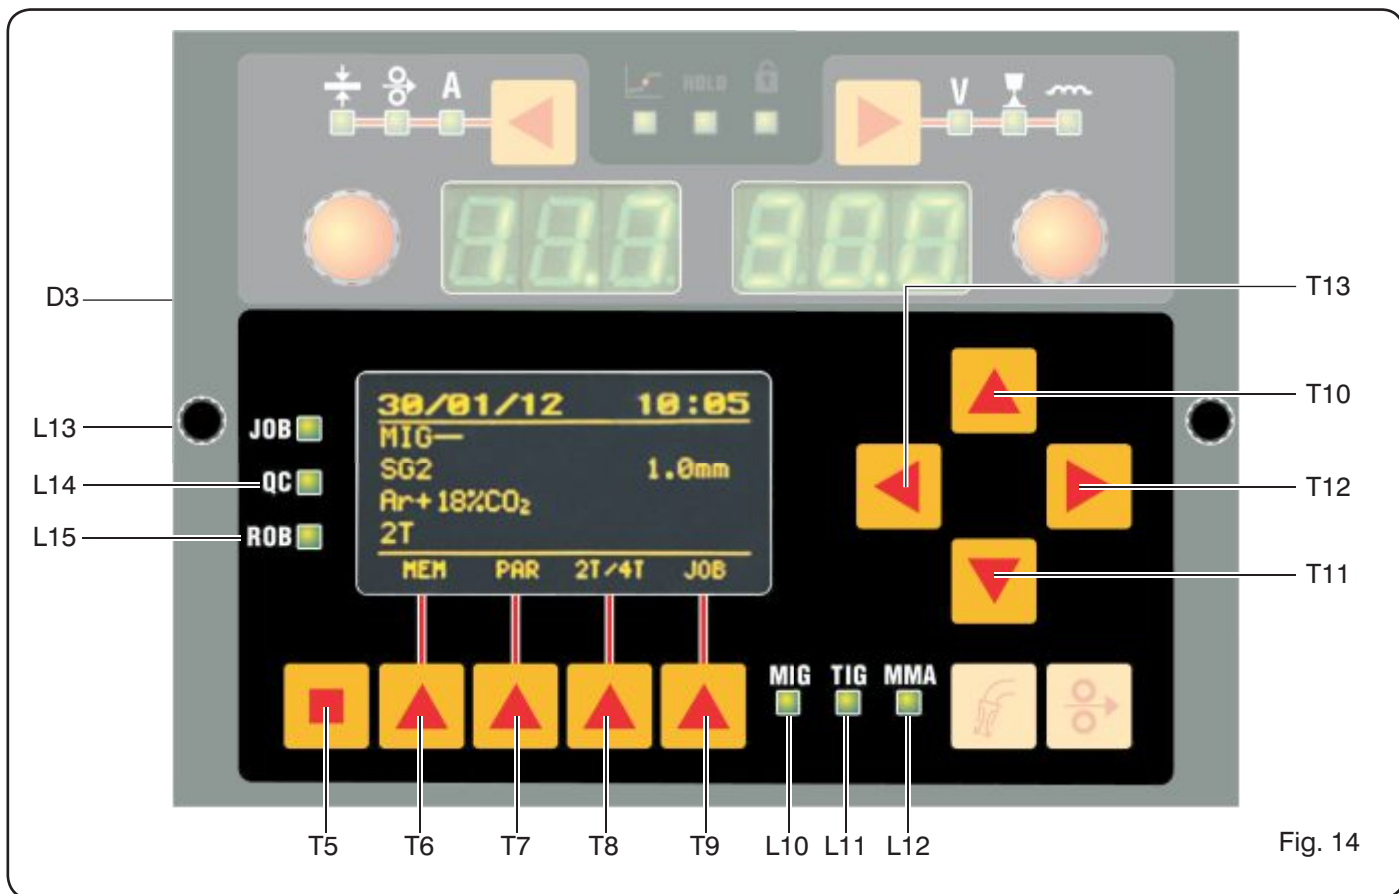 A
HOLD
V
D3
T13
T10
T12
T11
L13
L14
L15
JOB
QC
ROB
30/01/12 10:05
MIG—
SG2 1.0mm
Ar+18%CO₂
2T
MEM PAR 2T/4T JOB
MIG TIG MMA
T5 T6 T7 T8 T9 L10 L11 L12
Fig. 14